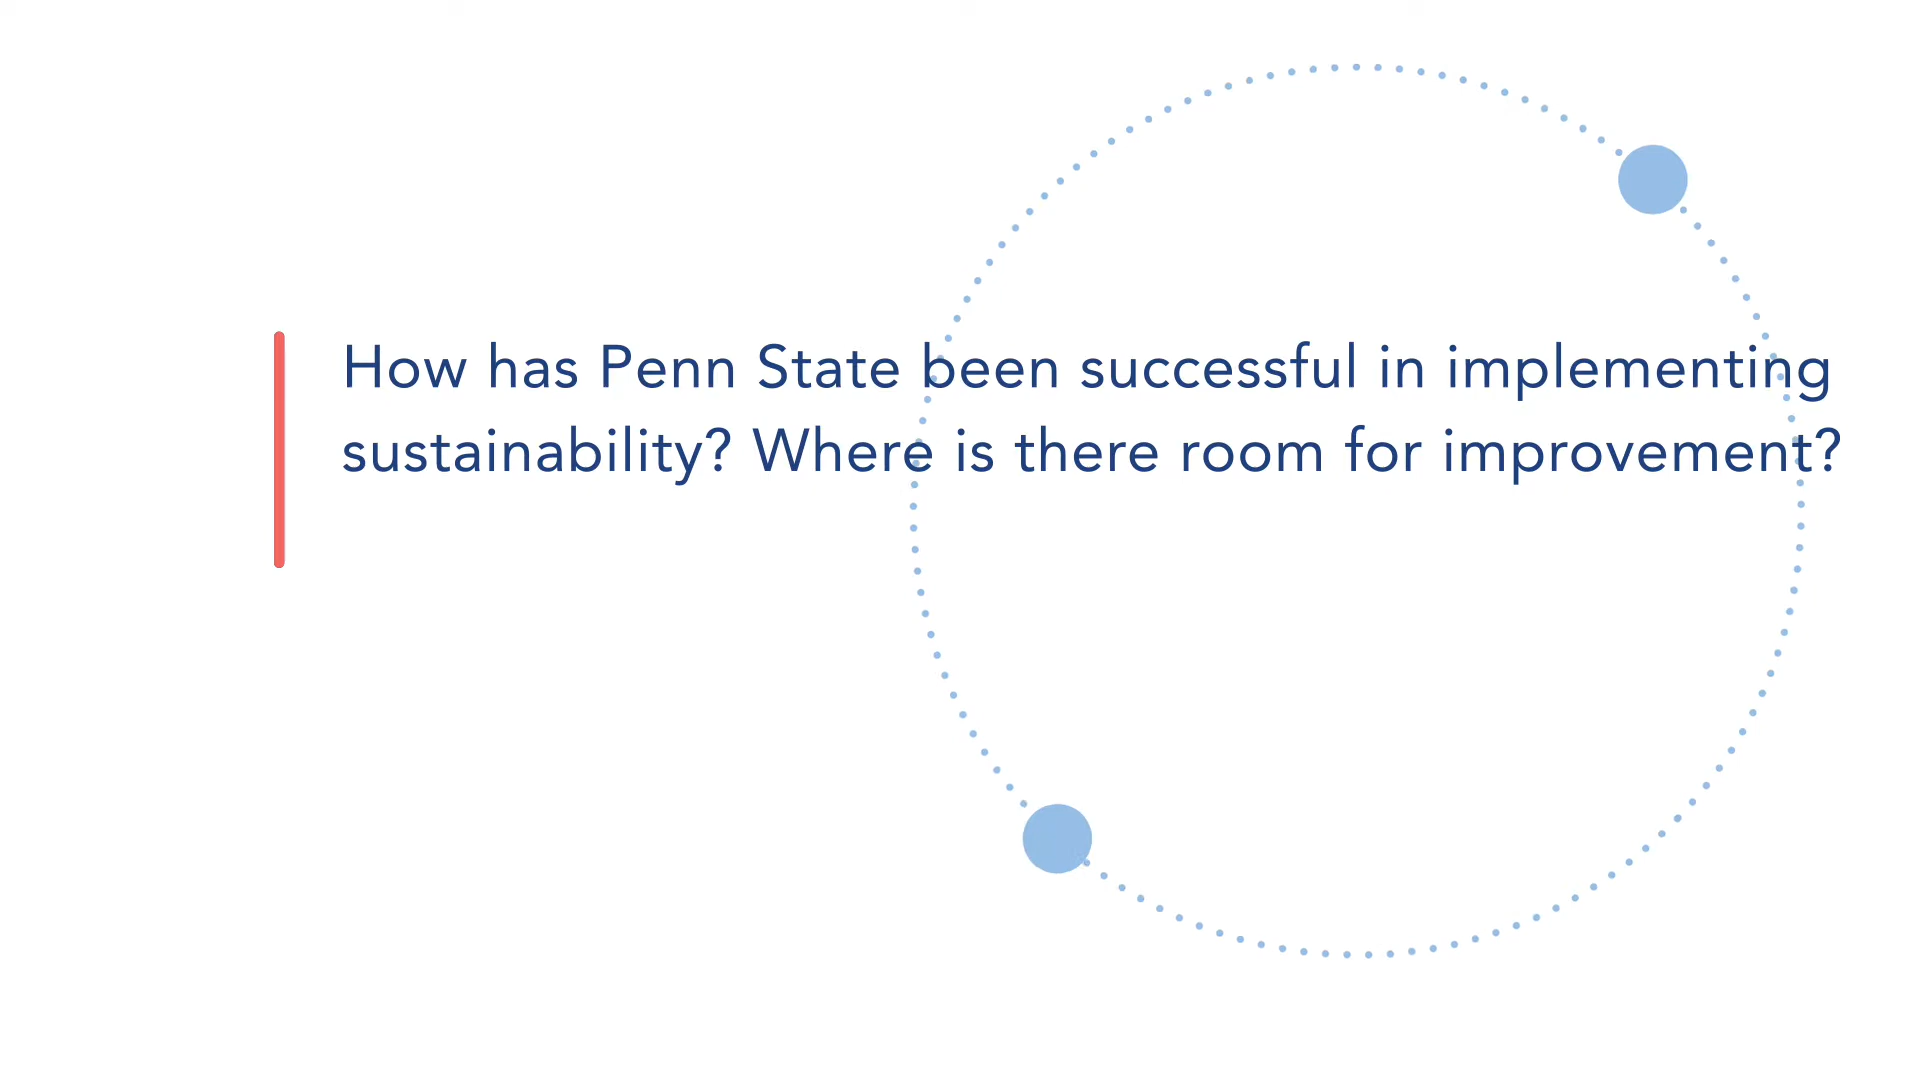 How has Penn State been successful in implementing
sustainability? Where is there room for improvement?